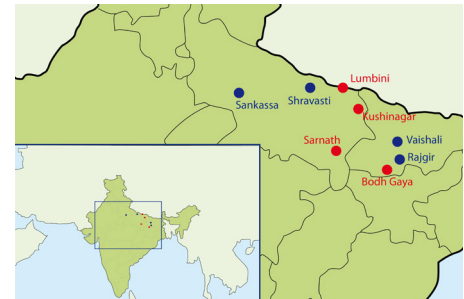 Lumbini
Sankassa
Shravasti
Kushinagar
Sarnath
Vaishali
Rajgir
Bodh Gaya